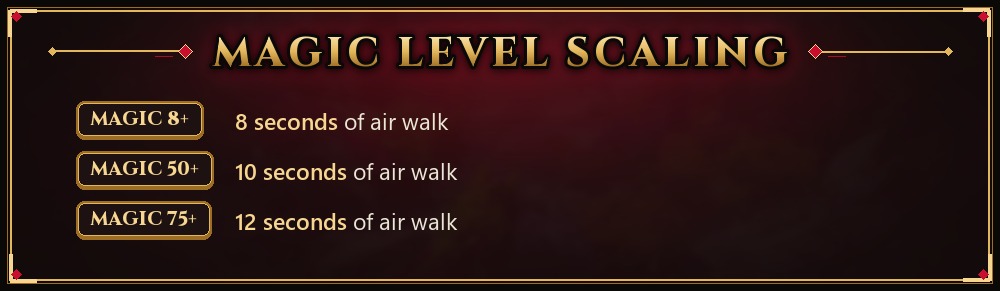 MAGIC LEVEL SCALING
MAGIC 8+ 8 seconds of air walk
MAGIC 50+ 10 seconds of air walk
MAGIC 75+ 12 seconds of air walk